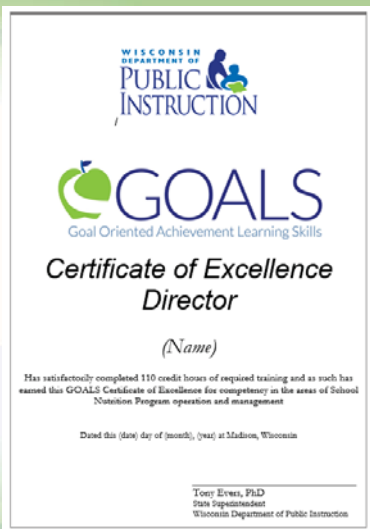 WISCONSIN
DEPARTMENT OF
PUBLIC
INSTRUCTION
/
GOALS
Goal Oriented Achievement Learning Skills
Certificate of Excellence
Director
(Name)
Has satisfactorily completed 110 credit hours of required training and as such has
earned this GOALS Certificate of Excellence for competency in the areas of School
Nutrition Program operation and management
Dated this (date) day of (month), (year) at Madison, Wisconsin
Tony Evers, PhD
State Superintendent
Wisconsin Department of Public Instruction